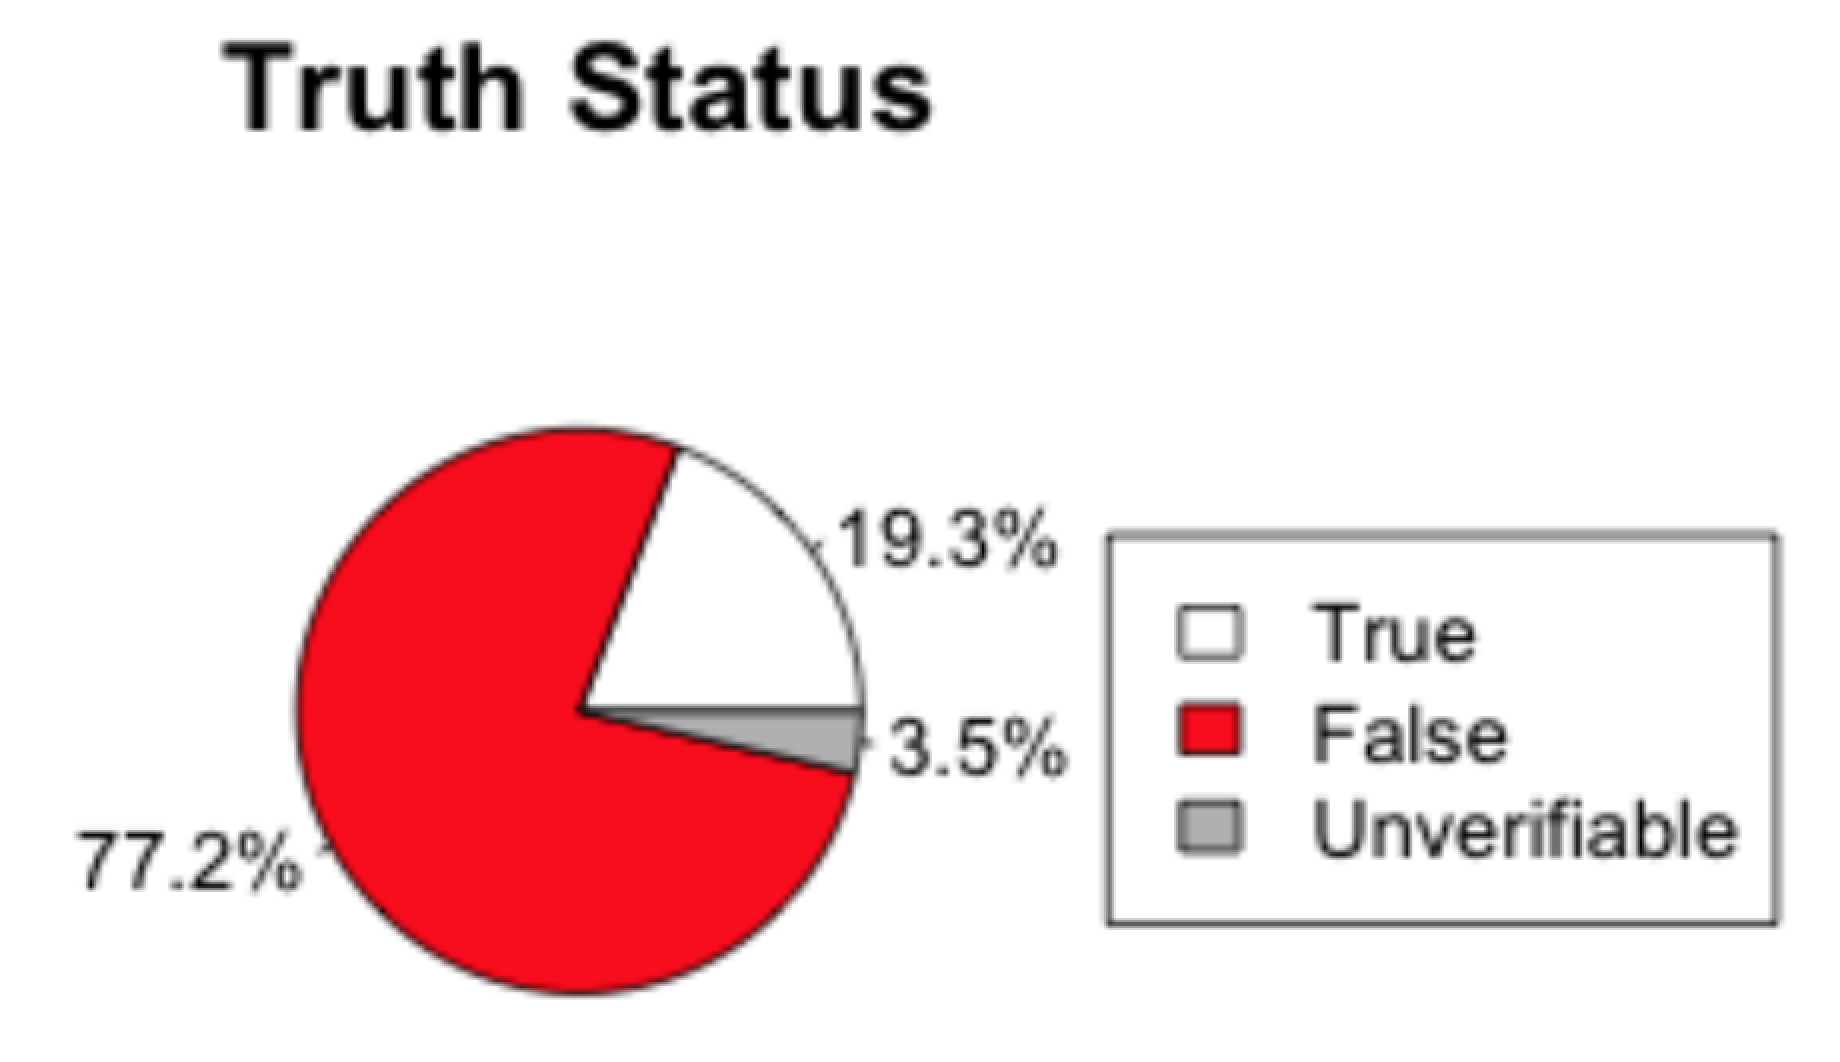 Truth Status
19.3%
3.5%
77.2%
True
False
Unverifiable